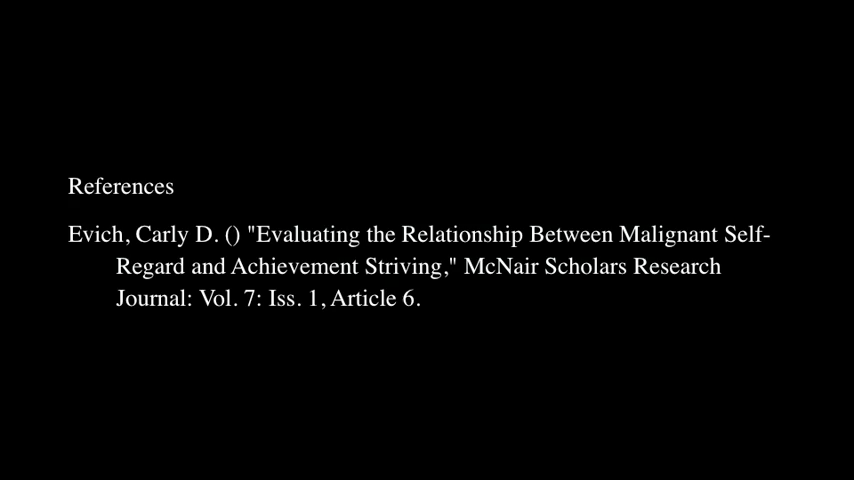 References
Evich, Carly D. () "Evaluating the Relationship Between Malignant Self-
Regard and Achievement Striving," McNair Scholars Research
Journal: Vol. 7: Iss. 1, Article 6.